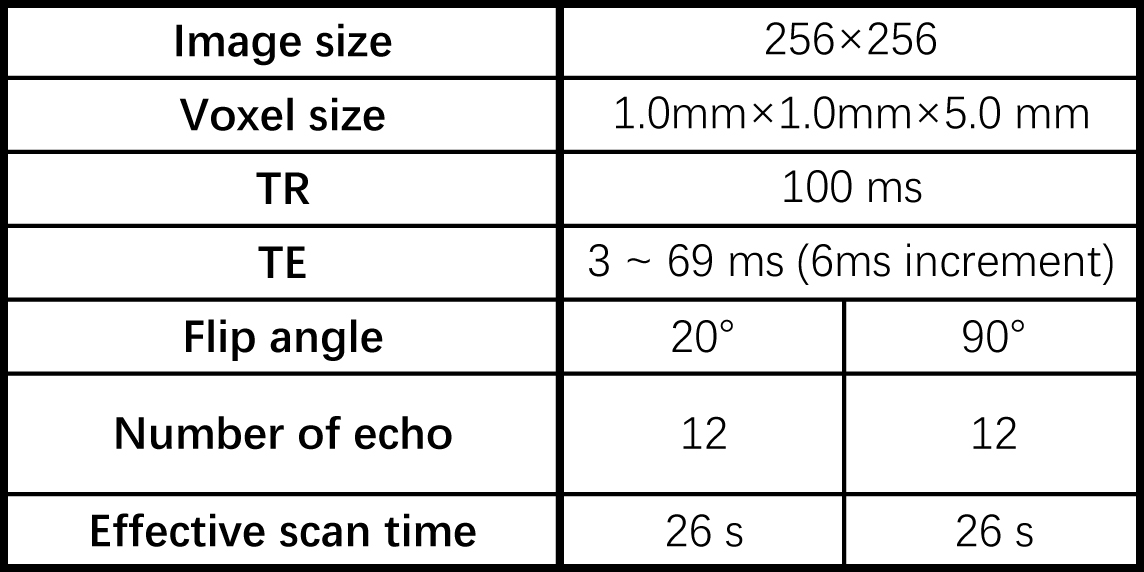 Image size 256×256
Voxel size 1.0mm×1.0mm×5.0 mm
TR 100 ms
TE 3 ~ 69 ms (6ms increment)
Flip angle 20° 90°
Number of echo 12 12
Effective scan time 26 s 26 s